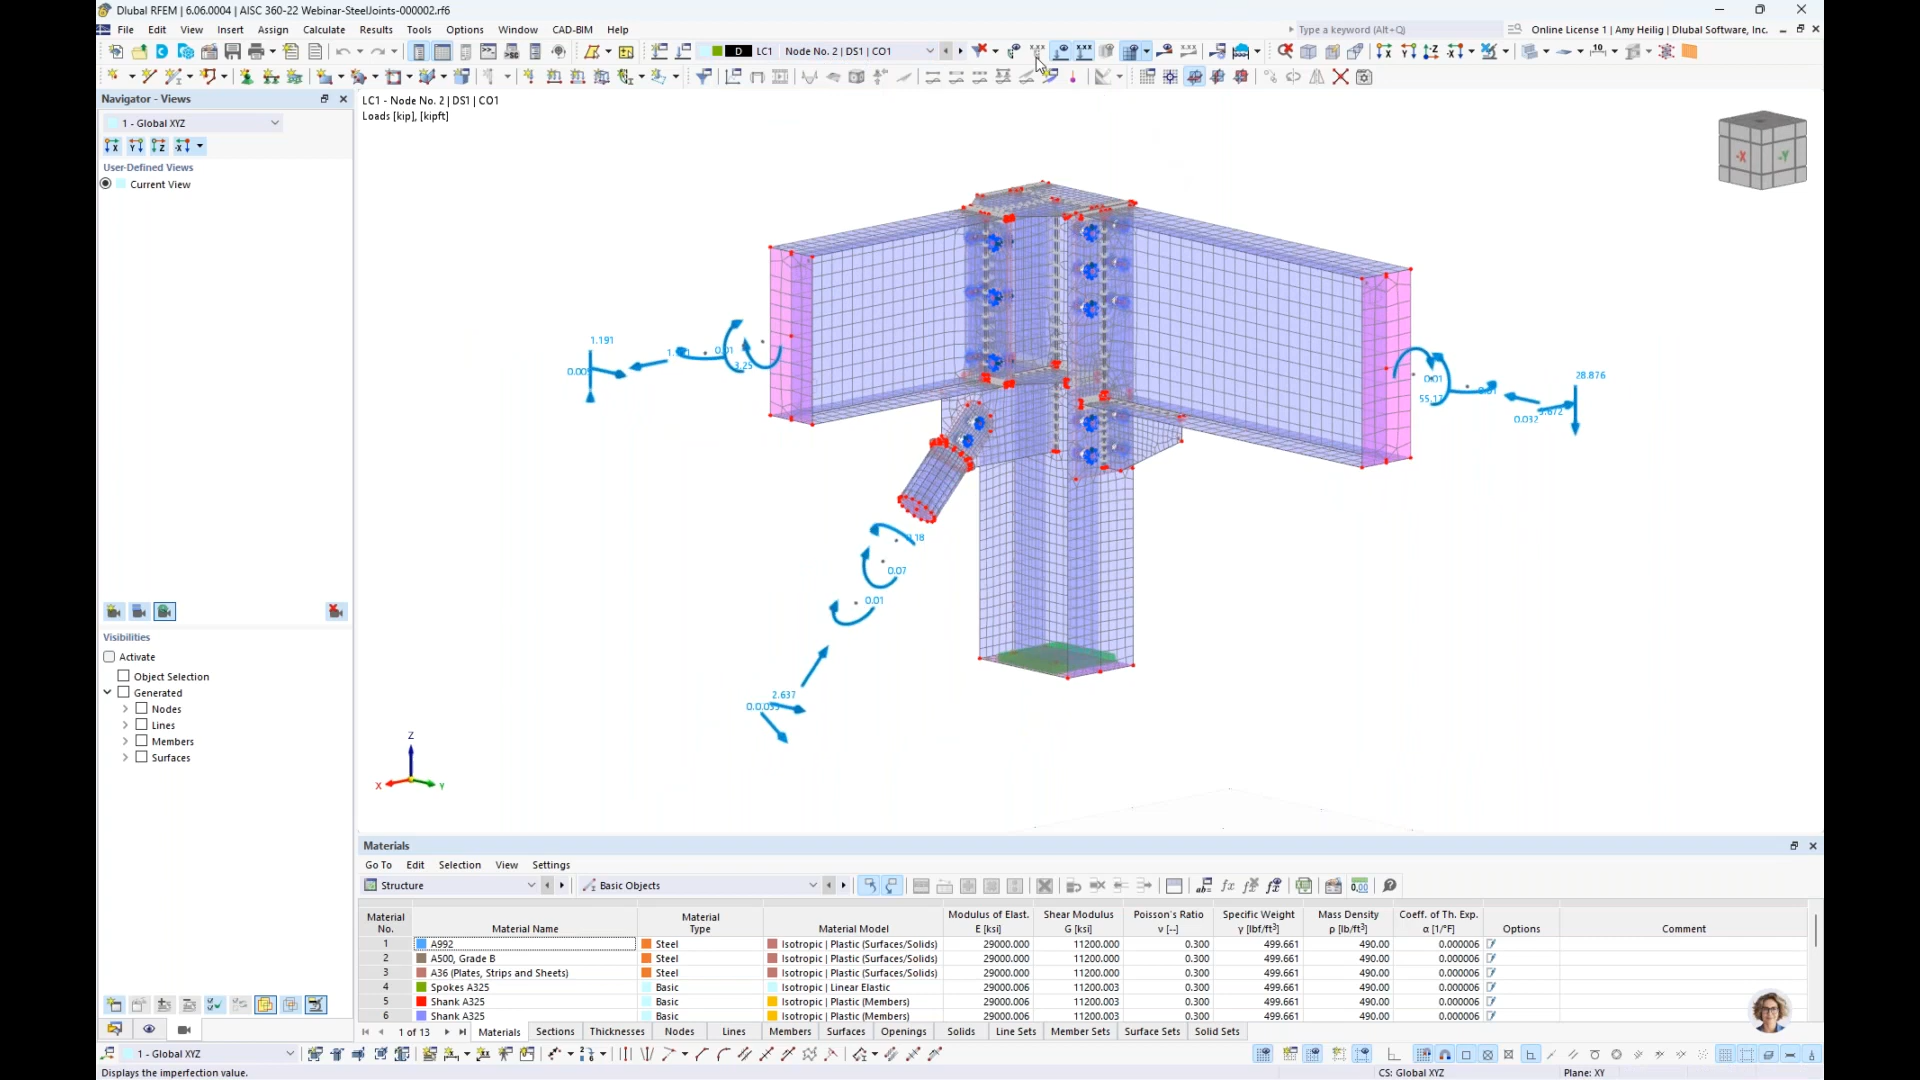 Dlubal RFEM | 6.06.0004 | AISC 360-22 Webinar-SteelJoints-000002.rf6
File Edit View Insert Assign Calculate Results Tools Options Window CAD-BIM Help
Type a keyword (Alt+Q)
Online License 1 | Amy Heilig | Dlubal Software, Inc.
D LC1 Node No. 2 | DS1 | CO1
Navigator - Views
1 - Global XYZ
User-Defined Views
Current View
LC1 - Node No. 2 | DS1 | CO1
Loads [kip], [kipft]
-X -Y
1.191
0.01
3.25
28.876
0.01
0.032
0.07
0.01
2.637
Z
X Y
Visibilities
Activate
Object Selection
Generated
Nodes
Lines
Members
Surfaces
Materials
Go To Edit Selection View Settings
Structure Basic Objects
Material No. Material Name Material Type Material Model Modulus of Elast. E [ksi] Shear Modulus G [ksi] Poisson's Ratio ν [--] Specific Weight γ [lbf/ft³] Mass Density ρ [lb/ft³] Coeff. of Th. Exp. α [1/°F] Options Comment
1 A992 Steel Isotropic | Plastic (Surfaces/Solids) 29000.000 11200.000 0.300 499.661 490.00 0.000006
2 A500, Grade B Steel Isotropic | Plastic (Surfaces/Solids) 29000.000 11200.000 0.300 499.661 490.00 0.000006
3 A36 (Plates, Strips and Sheets) Steel Isotropic | Plastic (Surfaces/Solids) 29000.000 11200.000 0.300 499.661 490.00 0.000006
4 Spokes A325 Basic Isotropic | Linear Elastic 29000.006 11200.003 0.300 499.661 490.00 0.000006
5 Shank A325 Basic Isotropic | Plastic (Members) 29000.006 11200.003 0.300 499.661 490.00 0.000006
6 Shank A325 Basic Isotropic | Plastic (Members) 29000.006 11200.003 0.300 499.661 490.00 0.000006
1 of 13 Materials Sections Thicknesses Nodes Lines Members Surfaces Openings Solids Line Sets Member Sets Surface Sets Solid Sets
1 - Global XYZ
Displays the imperfection value.
CS: Global XYZ
Plane: XY